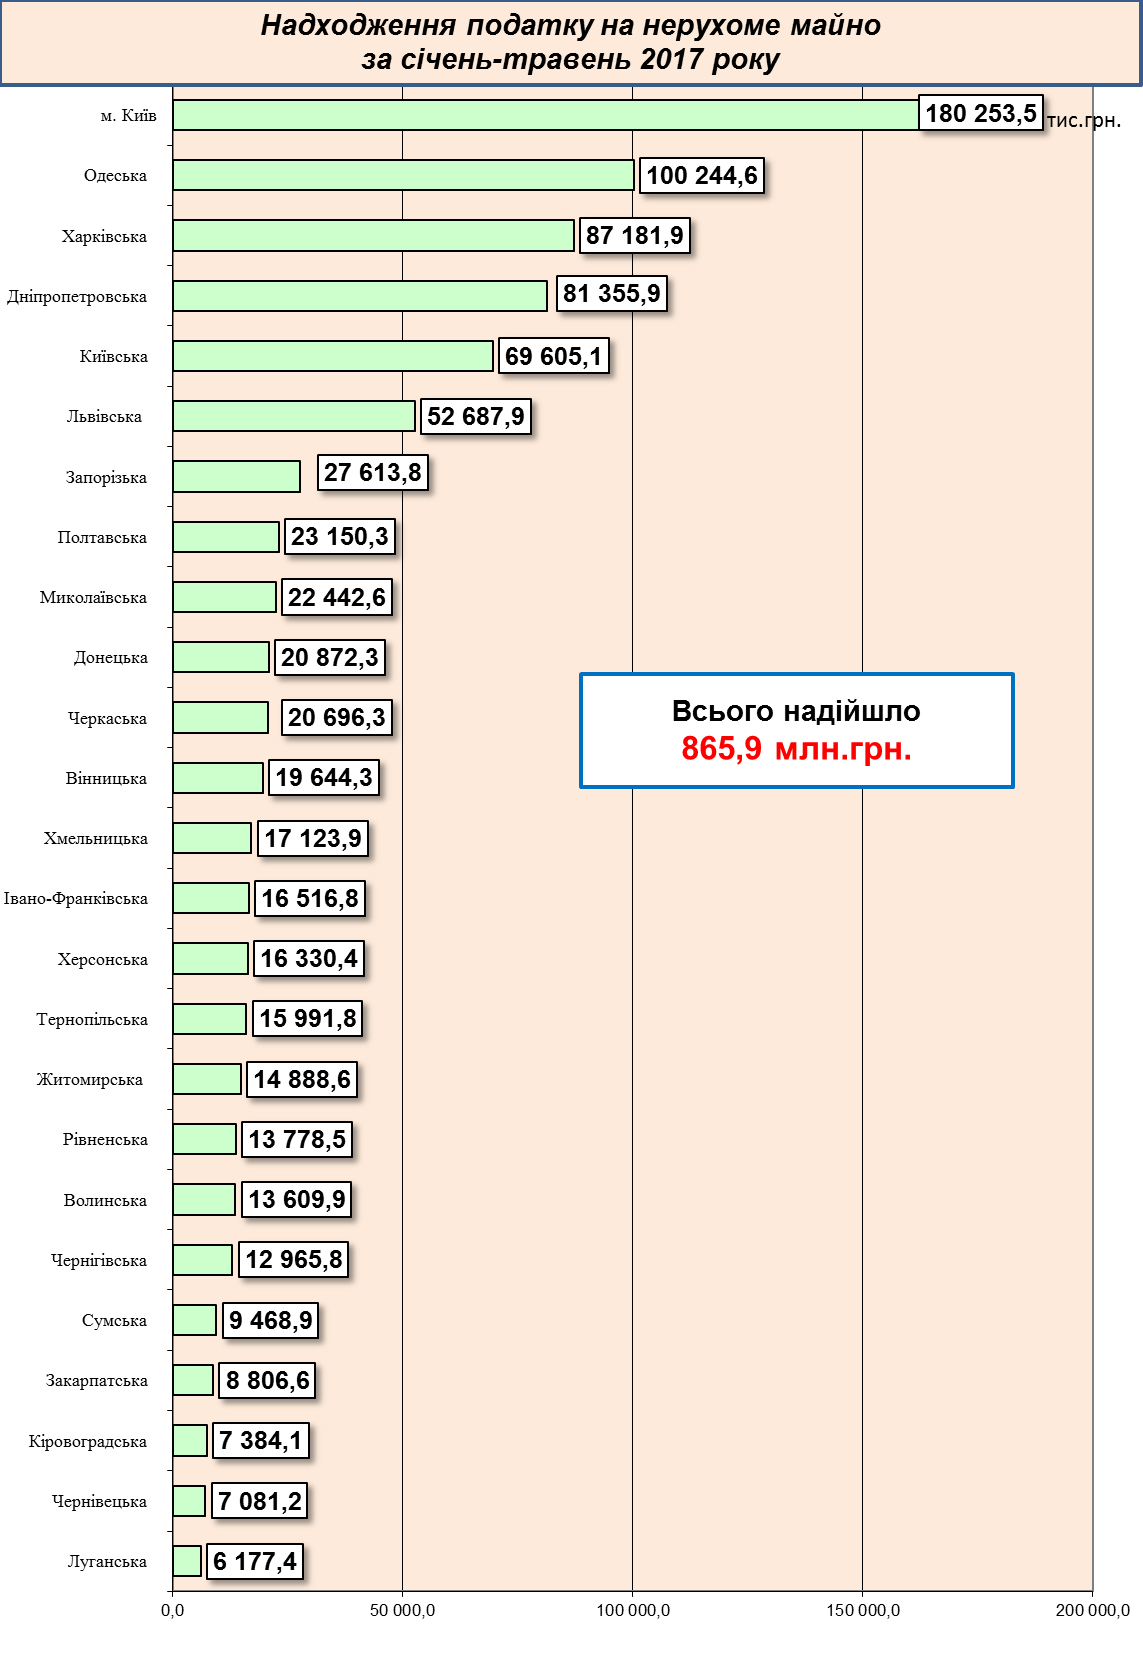 Надходження податку на нерухоме майно
за січень-травень 2017 року
м. Київ 180 253,5 тис.грн.
Одеська 100 244,6
Харківська 87 181,9
Дніпропетровська 81 355,9
Київська 69 605,1
Львівська 52 687,9
Запорізька 27 613,8
Полтавська 23 150,3
Миколаївська 22 442,6
Донецька 20 872,3
Черкаська 20 696,3
Всього надійшло
865,9 млн.грн.
Вінницька 19 644,3
Хмельницька 17 123,9
Івано-Франківська 16 516,8
Херсонська 16 330,4
Тернопільська 15 991,8
Житомирська 14 888,6
Рівненська 13 778,5
Волинська 13 609,9
Чернігівська 12 965,8
Сумська 9 468,9
Закарпатська 8 806,6
Кіровоградська 7 384,1
Чернівецька 7 081,2
Луганська 6 177,4
0,0 50 000,0 100 000,0 150 000,0 200 000,0